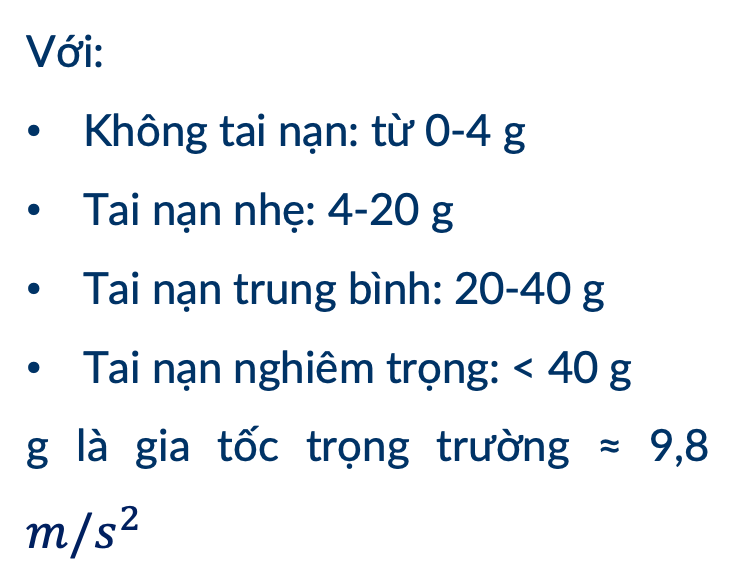 Với:
• Không tai nạn: từ 0-4 g
• Tai nạn nhẹ: 4-20 g
• Tai nạn trung bình: 20-40 g
• Tai nạn nghiêm trọng: < 40 g
g là gia tốc trọng trường ≈ 9,8
m/s²